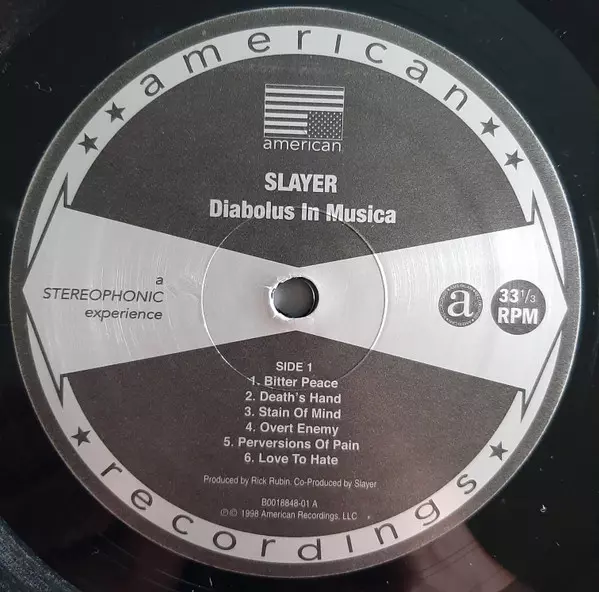 american
american
SLAYER
Diabolus In Musica
a
STEREOPHONIC
experience
a
33 1/3
RPM
SIDE 1
1. Bitter Peace
2. Death's Hand
3. Stain Of Mind
4. Overt Enemy
5. Perversions Of Pain
6. Love To Hate
Produced by Rick Rubin. Co-Produced by Slayer
B0018848-01 A
℗© 1998 American Recordings, LLC
recordings